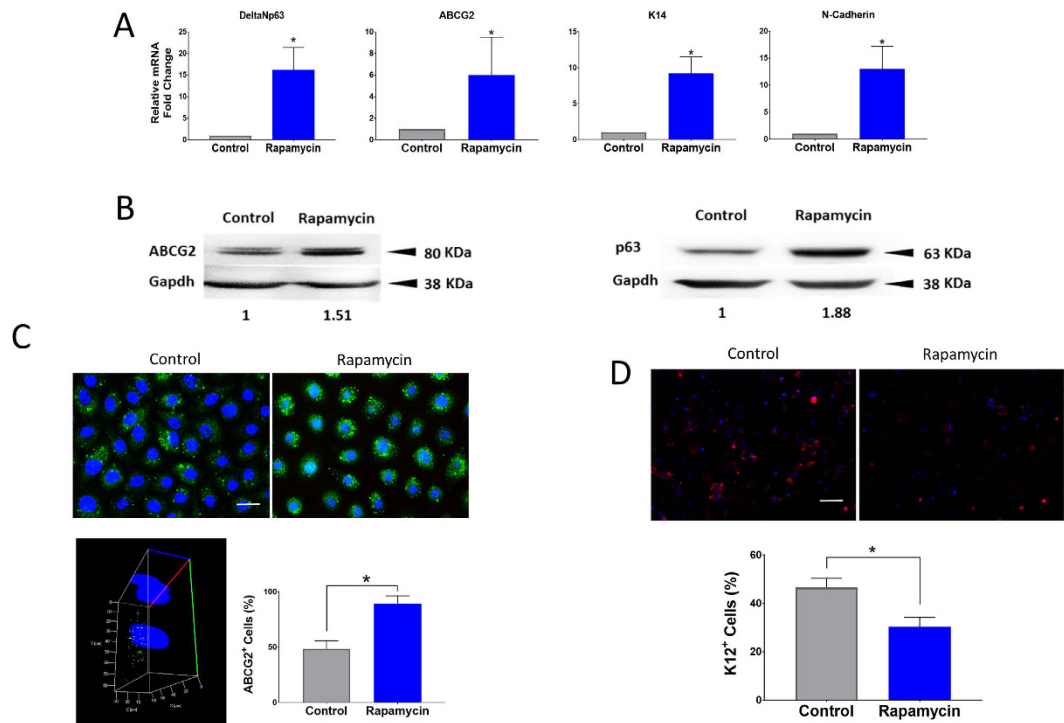 A
DeltaNp63
Relative mRNA
Fold Change
25
20
15
10
5
0
*
Control Rapamycin
ABCG2
10
8
6
4
2
0
*
Control Rapamycin
K14
15
10
5
0
*
Control Rapamycin
N-Cadherin
20
15
10
5
0
*
Control Rapamycin
B
Control Rapamycin
ABCG2 80 KDa
Gapdh 38 KDa
1 1.51
Control Rapamycin
p63 63 KDa
Gapdh 38 KDa
1 1.88
C
Control Rapamycin
ABCG2+ Cells (%)
100
50
0
*
Control Rapamycin
D
Control Rapamycin
K12+ Cells (%)
60
40
20
0
*
Control Rapamycin